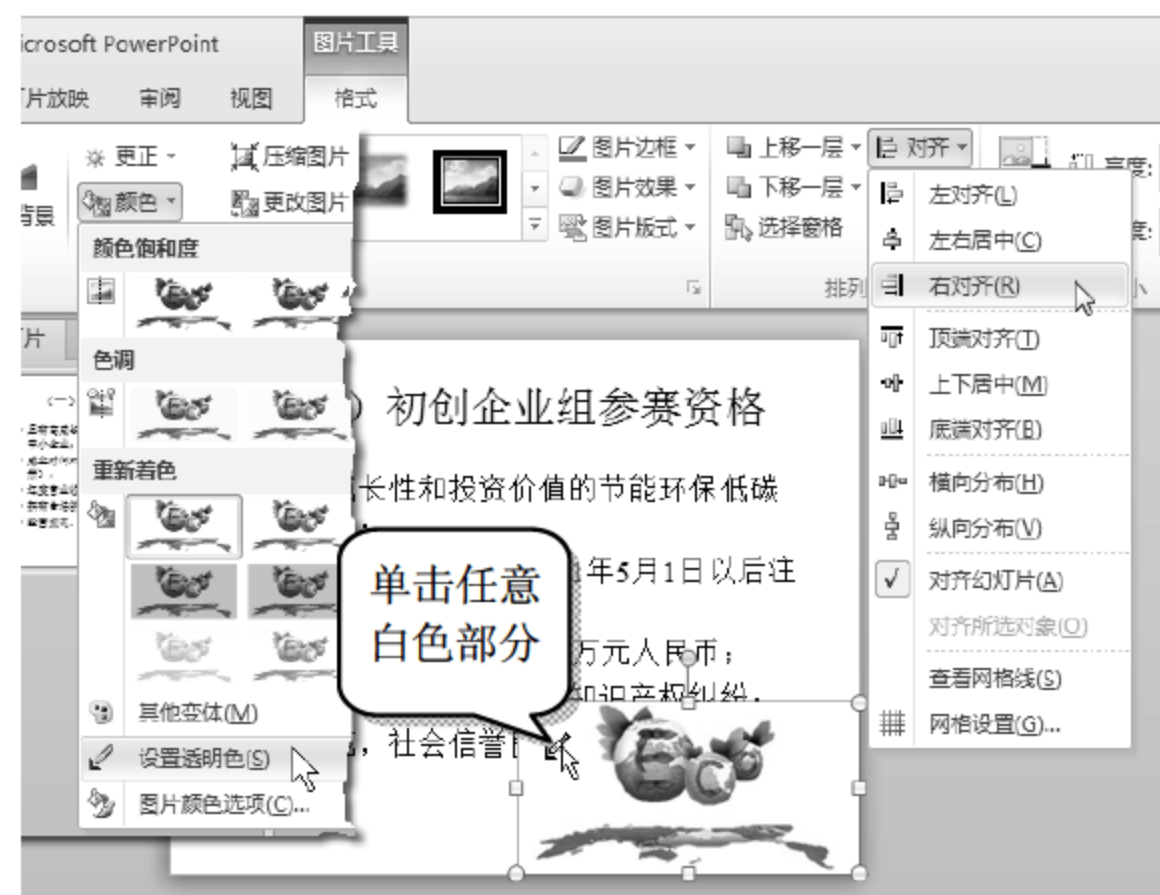 icrosoft PowerPoint
图片工具
片放映 审阅 视图 格式
更正 压缩图片 图片边框 上移一层 对齐
颜色 更改图片 图片效果 下移一层
背景 图片版式 选择窗格
排列
颜色饱和度
色调
重新着色
其他变体(M)
设置透明色(S)
图片颜色选项(C)...
左对齐(L)
左右居中(C)
右对齐(R)
顶端对齐(T)
上下居中(M)
底端对齐(B)
横向分布(H)
纵向分布(V)
对齐幻灯片(A)
对齐所选对象(O)
查看网格线(S)
网格设置(G)...
片
(一)
）初创企业组参赛资格
长性和投资价值的节能环保低碳
年5月1日以后注
万元人民币；
知识产权纠纷；
，社会信誉
单击任意
白色部分